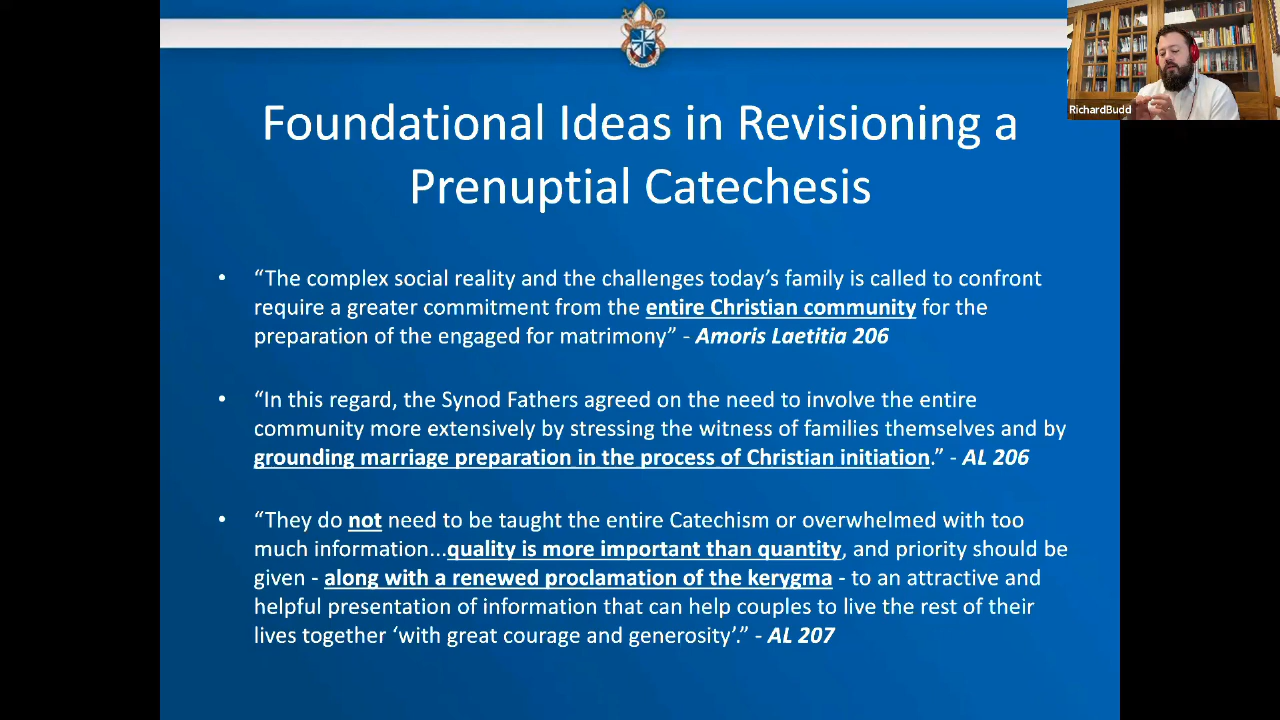 RichardBudd
Foundational Ideas in Revisioning a
Prenuptial Catechesis
• “The complex social reality and the challenges today’s family is called to confront
require a greater commitment from the entire Christian community for the
preparation of the engaged for matrimony” - Amoris Laetitia 206
• “In this regard, the Synod Fathers agreed on the need to involve the entire
community more extensively by stressing the witness of families themselves and by
grounding marriage preparation in the process of Christian initiation.” - AL 206
• “They do not need to be taught the entire Catechism or overwhelmed with too
much information...quality is more important than quantity, and priority should be
given - along with a renewed proclamation of the kerygma - to an attractive and
helpful presentation of information that can help couples to live the rest of their
lives together ‘with great courage and generosity’.” - AL 207